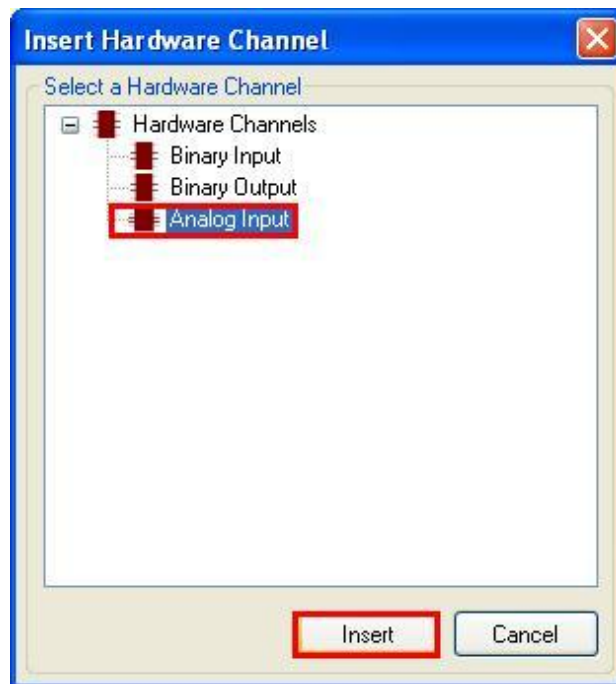 Insert Hardware Channel
Select a Hardware Channel
Hardware Channels
Binary Input
Binary Output
Analog Input
Insert Cancel